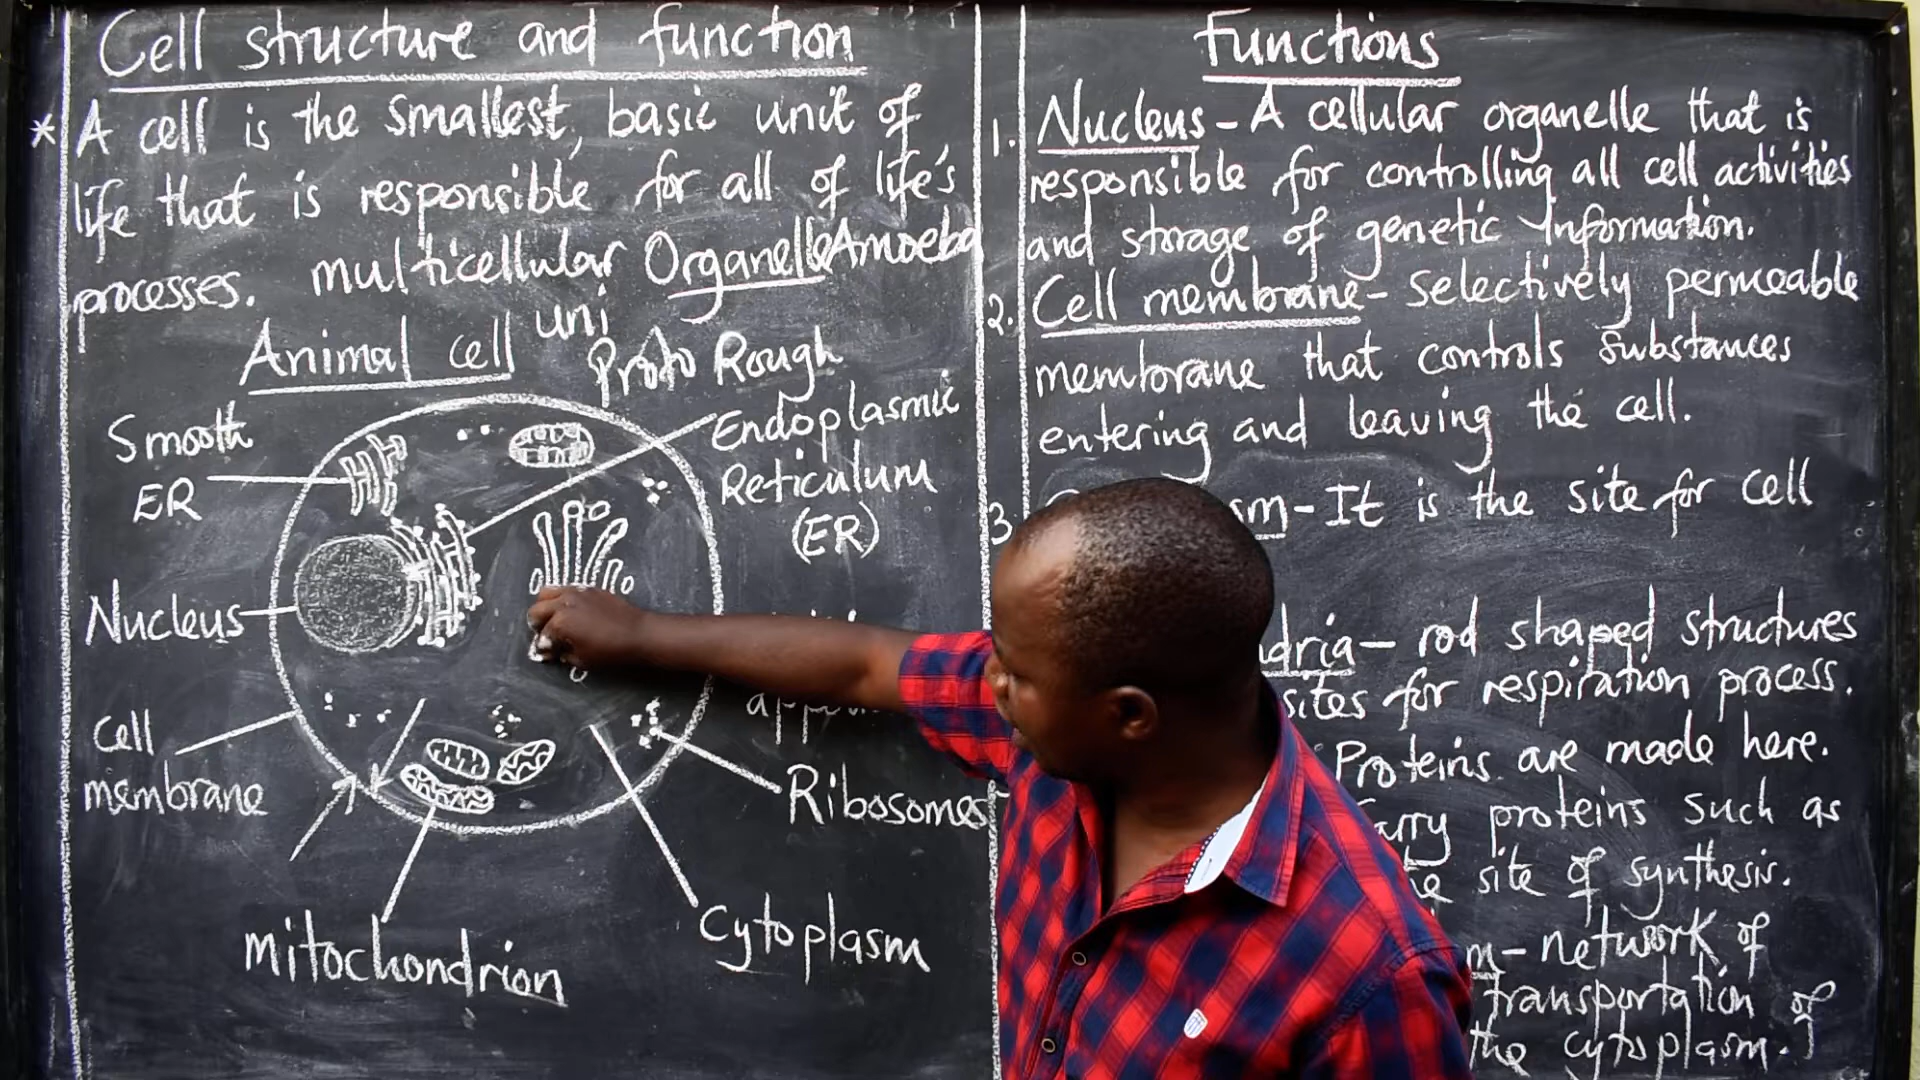 Cell structure and function
* A cell is the smallest, basic unit of
life that is responsible for all of life's
processes. multicellular Organelle Amoeba
uni
Animal cell
Proto Rough
Endoplasmic
Reticulum
(ER)
Smooth
ER
Nucleus
Cell
membrane
mitochondrion
Cytoplasm
Ribosomes
Functions
1. Nucleus - A cellular organelle that is
responsible for controlling all cell activities
and storage of genetic information.
2. Cell membrane - Selectively permeable
membrane that controls substances
entering and leaving the cell.
3. sm - It is the site for cell
dria - rod shaped structures
sites for respiration process.
Proteins are made here.
arry proteins such as
site of synthesis.
m - network of
transportation of
the cytoplasm.